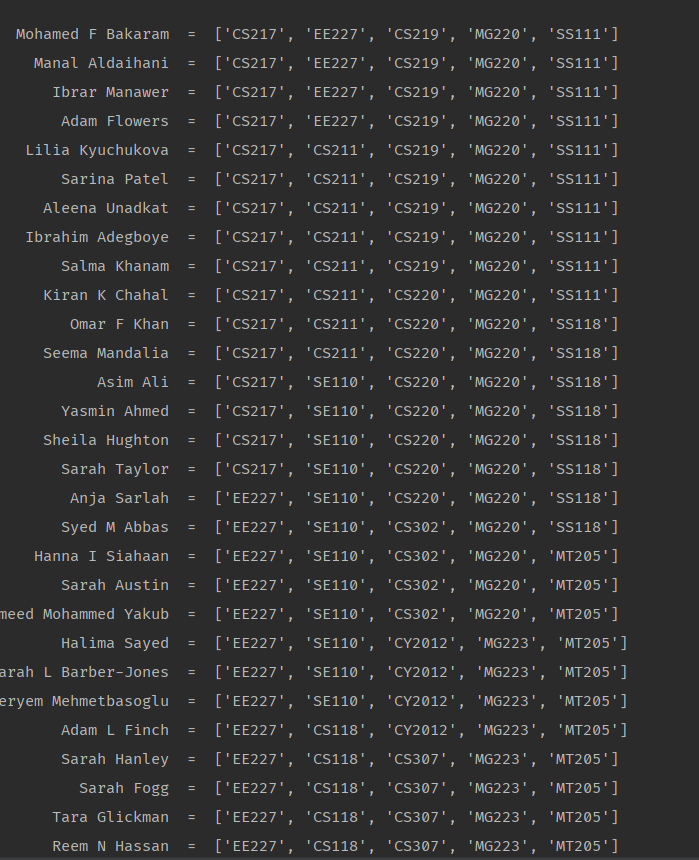 Mohamed F Bakaram = ['CS217', 'EE227', 'CS219', 'MG220', 'SS111']
Manal Aldaihani = ['CS217', 'EE227', 'CS219', 'MG220', 'SS111']
Ibrar Manawer = ['CS217', 'EE227', 'CS219', 'MG220', 'SS111']
Adam Flowers = ['CS217', 'EE227', 'CS219', 'MG220', 'SS111']
Lilia Kyuchukova = ['CS217', 'CS211', 'CS219', 'MG220', 'SS111']
Sarina Patel = ['CS217', 'CS211', 'CS219', 'MG220', 'SS111']
Aleena Unadkat = ['CS217', 'CS211', 'CS219', 'MG220', 'SS111']
Ibrahim Adegboye = ['CS217', 'CS211', 'CS219', 'MG220', 'SS111']
Salma Khanam = ['CS217', 'CS211', 'CS219', 'MG220', 'SS111']
Kiran K Chahal = ['CS217', 'CS211', 'CS220', 'MG220', 'SS111']
Omar F Khan = ['CS217', 'CS211', 'CS220', 'MG220', 'SS118']
Seema Mandalia = ['CS217', 'CS211', 'CS220', 'MG220', 'SS118']
Asim Ali = ['CS217', 'SE110', 'CS220', 'MG220', 'SS118']
Yasmin Ahmed = ['CS217', 'SE110', 'CS220', 'MG220', 'SS118']
Sheila Hughton = ['CS217', 'SE110', 'CS220', 'MG220', 'SS118']
Sarah Taylor = ['CS217', 'SE110', 'CS220', 'MG220', 'SS118']
Anja Sarlah = ['EE227', 'SE110', 'CS220', 'MG220', 'SS118']
Syed M Abbas = ['EE227', 'SE110', 'CS302', 'MG220', 'SS118']
Hanna I Siahaan = ['EE227', 'SE110', 'CS302', 'MG220', 'MT205']
Sarah Austin = ['EE227', 'SE110', 'CS302', 'MG220', 'MT205']
meed Mohammed Yakub = ['EE227', 'SE110', 'CS302', 'MG220', 'MT205']
Halima Sayed = ['EE227', 'SE110', 'CY2012', 'MG223', 'MT205']
arah L Barber-Jones = ['EE227', 'SE110', 'CY2012', 'MG223', 'MT205']
eryem Mehmetbasoglu = ['EE227', 'SE110', 'CY2012', 'MG223', 'MT205']
Adam L Finch = ['EE227', 'CS118', 'CY2012', 'MG223', 'MT205']
Sarah Hanley = ['EE227', 'CS118', 'CS307', 'MG223', 'MT205']
Sarah Fogg = ['EE227', 'CS118', 'CS307', 'MG223', 'MT205']
Tara Glickman = ['EE227', 'CS118', 'CS307', 'MG223', 'MT205']
Reem N Hassan = ['EE227', 'CS118', 'CS307', 'MG223', 'MT205']